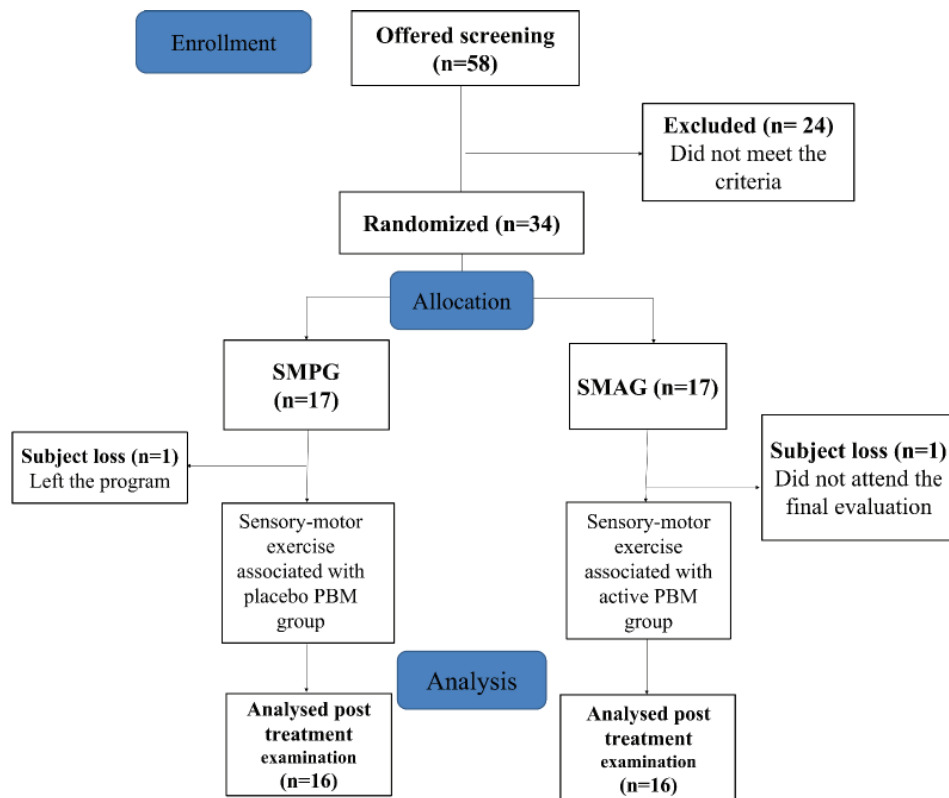 Enrollment
Offered screening
(n=58)
Excluded (n= 24)
Did not meet the
criteria
Randomized (n=34)
Allocation
SMPG
(n=17)
SMAG (n=17)
Subject loss (n=1)
Left the program
Subject loss (n=1)
Did not attend the
final evaluation
Sensory-motor
exercise
associated with
placebo PBM
group
Sensory-motor
exercise
associated with
active PBM
group
Analysis
Analysed post
treatment
examination
(n=16)
Analysed post
treatment
examination
(n=16)